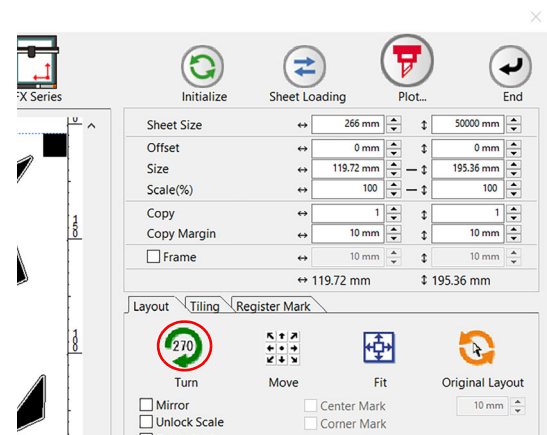 Initialize Sheet Loading Plot... End
FX Series
Sheet Size 266 mm 50000 mm
Offset 0 mm 0 mm
Size 119.72 mm 195.36 mm
Scale(%) 100 100
Copy 1 1
Copy Margin 10 mm 10 mm
Frame 10 mm 10 mm
119.72 mm 195.36 mm
Layout Tiling Register Mark
270
Turn Move Fit Original Layout
Mirror Center Mark 10 mm
Unlock Scale Corner Mark